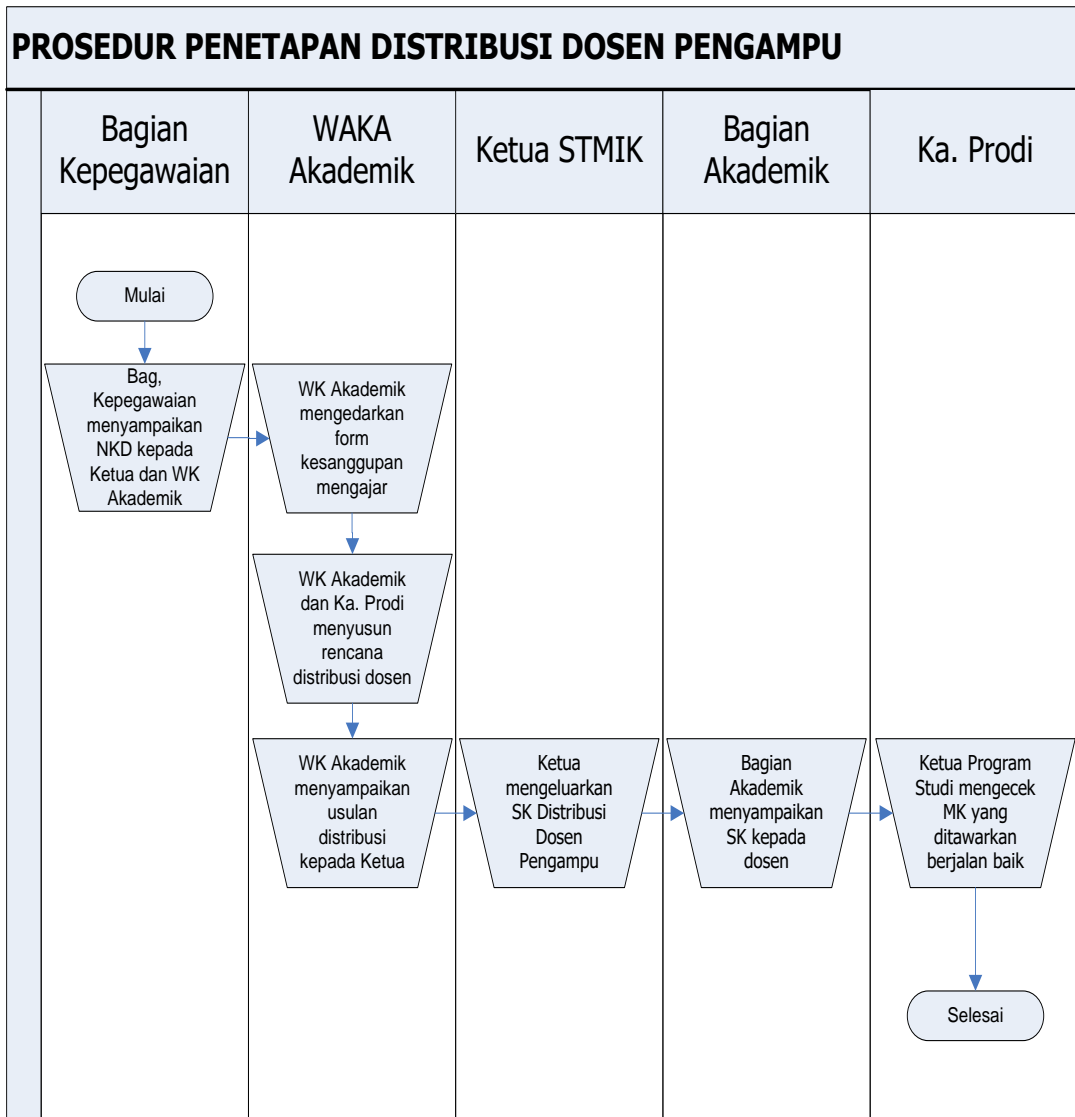 PROSEDUR PENETAPAN DISTRIBUSI DOSEN PENGAMPU
Bagian
Kepegawaian
WAKA
Akademik
Ketua STMIK
Bagian
Akademik
Ka. Prodi
Mulai
Bag,
Kepegawaian
menyampaikan
NKD kepada
Ketua dan WK
Akademik
WK Akademik
mengedarkan
form
kesanggupan
mengajar
WK Akademik
dan Ka. Prodi
menyusun
rencana
distribusi dosen
WK Akademik
menyampaikan
usulan
distribusi
kepada Ketua
Ketua
mengeluarkan
SK Distribusi
Dosen
Pengampu
Bagian
Akademik
menyampaikan
SK kepada
dosen
Ketua Program
Studi mengecek
MK yang
ditawarkan
berjalan baik
Selesai